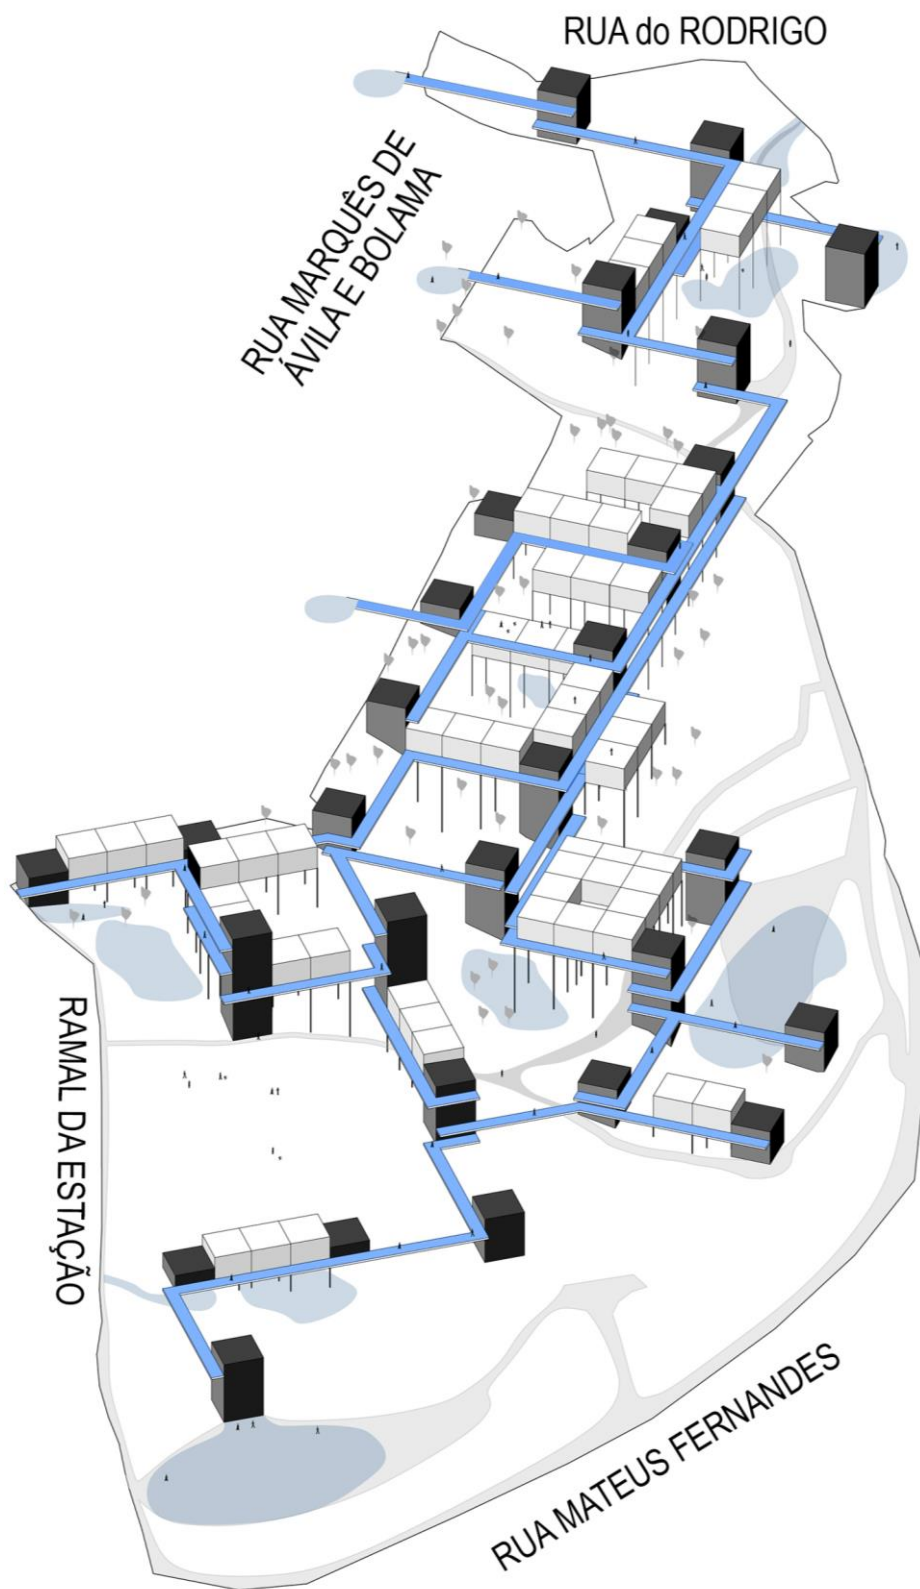 RUA do RODRIGO
RUA MARQUÊS DE
ÁVILA E BOLAMA
RAMAL DA ESTAÇÃO
RUA MATEUS FERNANDES